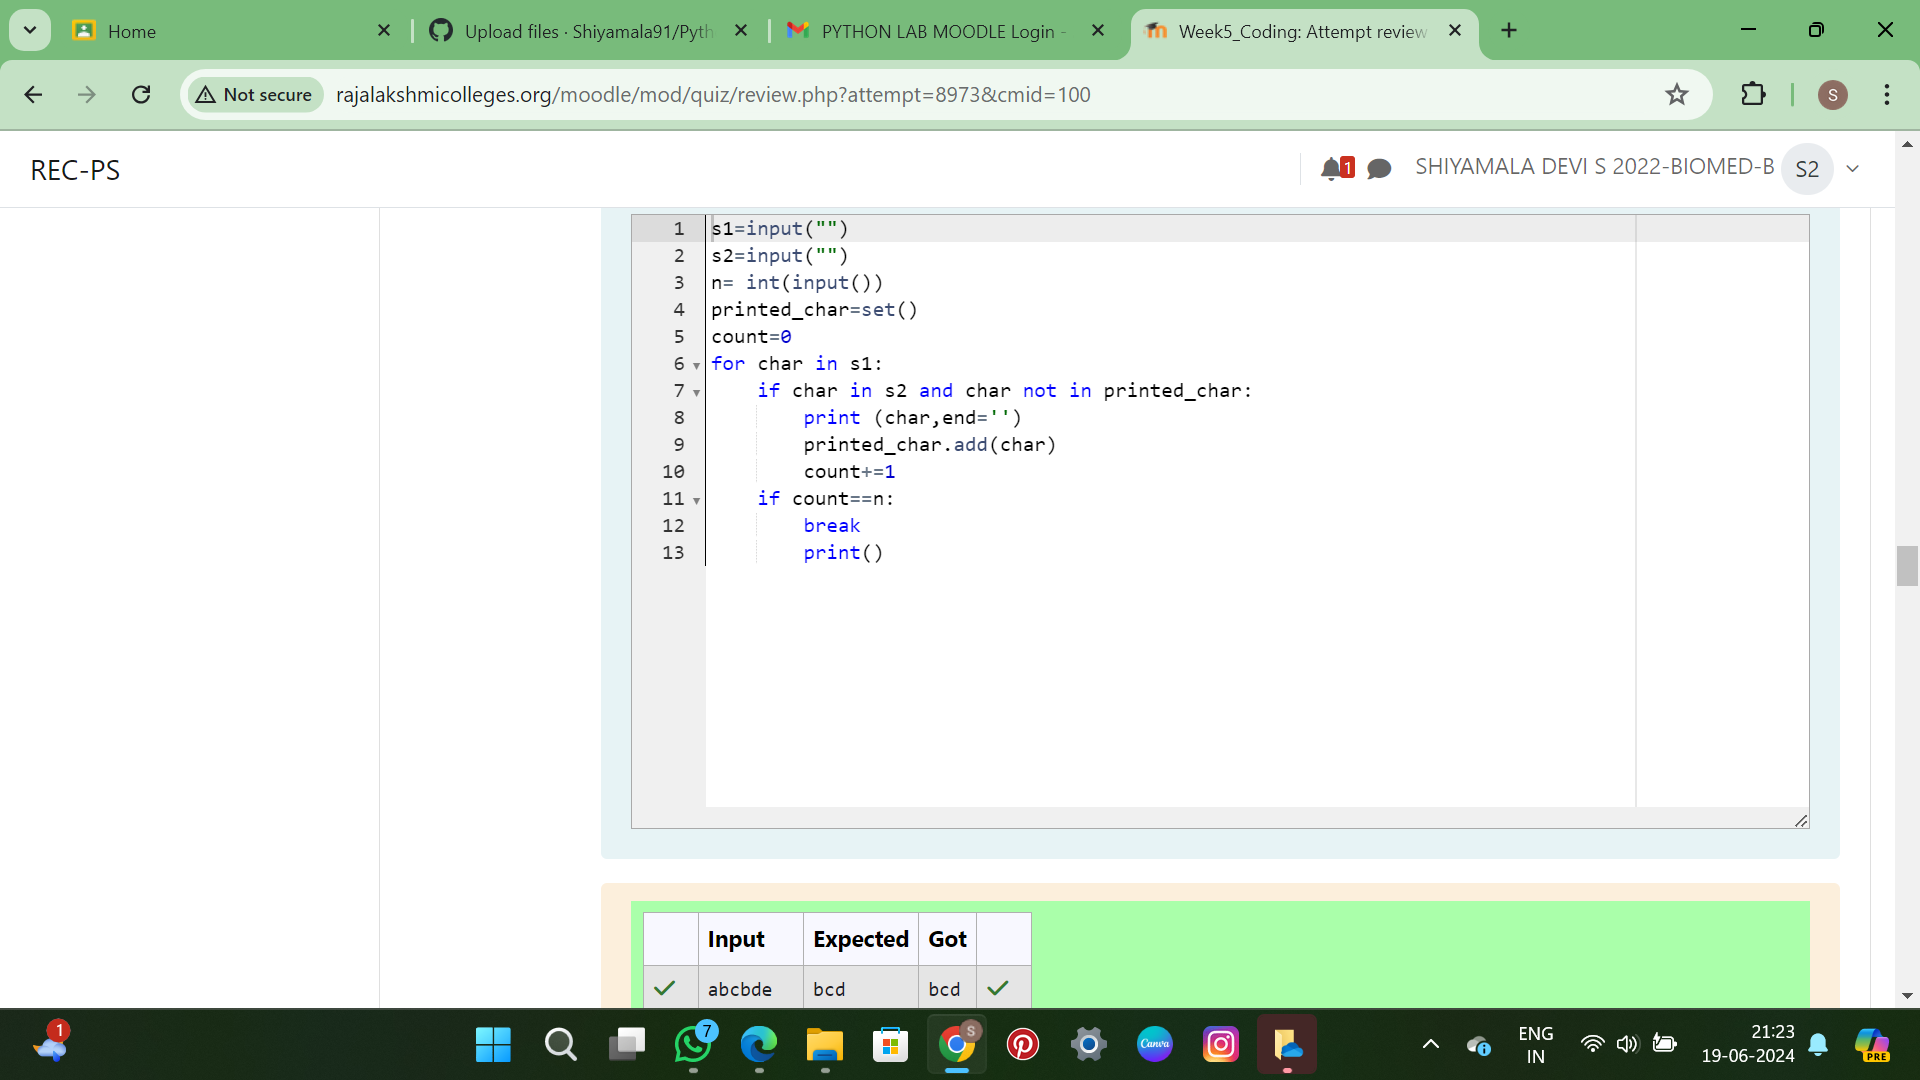 Home
Upload files · Shiyamala91/Pyth
PYTHON LAB MOODLE Login -
Week5_Coding: Attempt review
Not secure
rajalakshmicolleges.org/moodle/mod/quiz/review.php?attempt=8973&cmid=100
S
REC-PS
1
SHIYAMALA DEVI S 2022-BIOMED-B
S2
1 s1=input("")
2 s2=input("")
3 n= int(input())
4 printed_char=set()
5 count=0
6 for char in s1:
7     if char in s2 and char not in printed_char:
8         print (char,end='')
9         printed_char.add(char)
10         count+=1
11     if count==n:
12         break
13         print()
Input Expected Got
abcbde bcd bcd
1
7
S
Canva
ENG
IN
21:23
19-06-2024
PRE